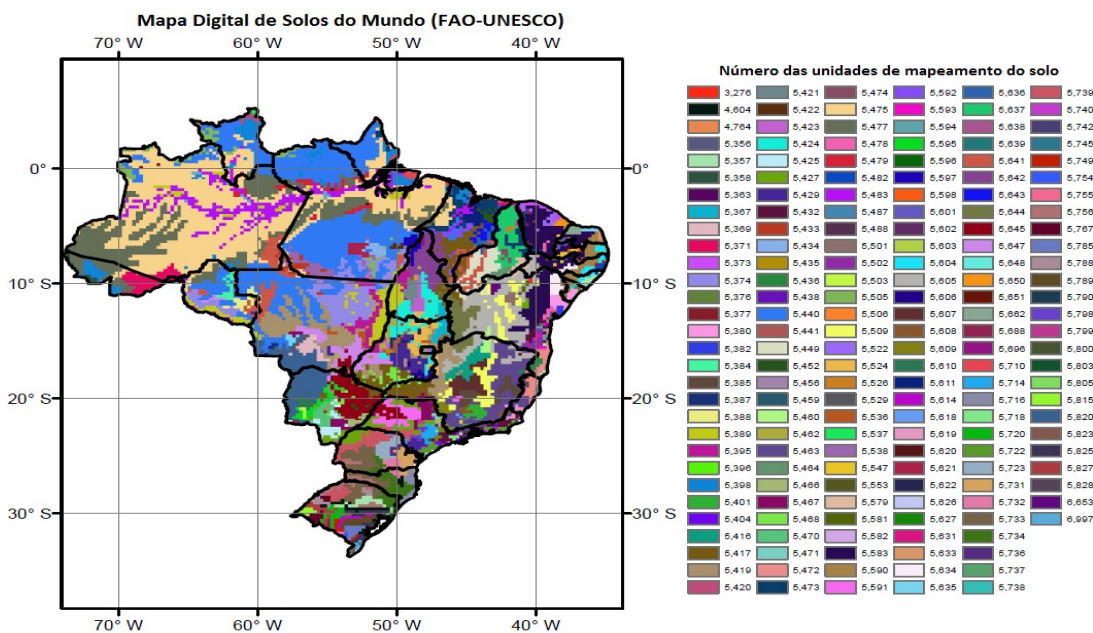 Mapa Digital de Solos do Mundo (FAO-UNESCO)
70° W 60° W 50° W 40° W
0° 0°
10° S 10° S
20° S 20° S
30° S 30° S
70° W 60° W 50° W 40° W
Número das unidades de mapeamento do solo
3,276 5,421 5,474 5,592 5,636 5,739
4,604 5,422 5,475 5,593 5,637 5,740
4,764 5,423 5,477 5,594 5,638 5,742
5,356 5,424 5,478 5,595 5,639 5,745
5,357 5,425 5,479 5,596 5,641 5,749
5,358 5,427 5,482 5,597 5,642 5,754
5,363 5,429 5,483 5,599 5,643 5,755
5,367 5,432 5,487 5,601 5,644 5,756
5,369 5,433 5,488 5,602 5,645 5,767
5,371 5,434 5,501 5,603 5,647 5,785
5,373 5,435 5,502 5,604 5,648 5,788
5,374 5,436 5,503 5,605 5,650 5,789
5,376 5,438 5,505 5,606 5,651 5,790
5,377 5,440 5,506 5,607 5,662 5,798
5,380 5,441 5,509 5,608 5,688 5,799
5,382 5,449 5,522 5,609 5,696 5,800
5,384 5,452 5,524 5,610 5,710 5,803
5,385 5,456 5,526 5,611 5,714 5,805
5,387 5,459 5,529 5,614 5,716 5,815
5,388 5,460 5,536 5,618 5,718 5,820
5,389 5,462 5,537 5,619 5,720 5,823
5,395 5,463 5,538 5,620 5,722 5,825
5,396 5,464 5,547 5,621 5,723 5,827
5,398 5,466 5,553 5,622 5,731 5,828
5,401 5,467 5,579 5,626 5,732 6,653
5,404 5,468 5,581 5,627 5,733 6,997
5,416 5,470 5,582 5,631 5,734
5,417 5,471 5,583 5,633 5,736
5,419 5,472 5,590 5,634 5,737
5,420 5,473 5,591 5,635 5,738